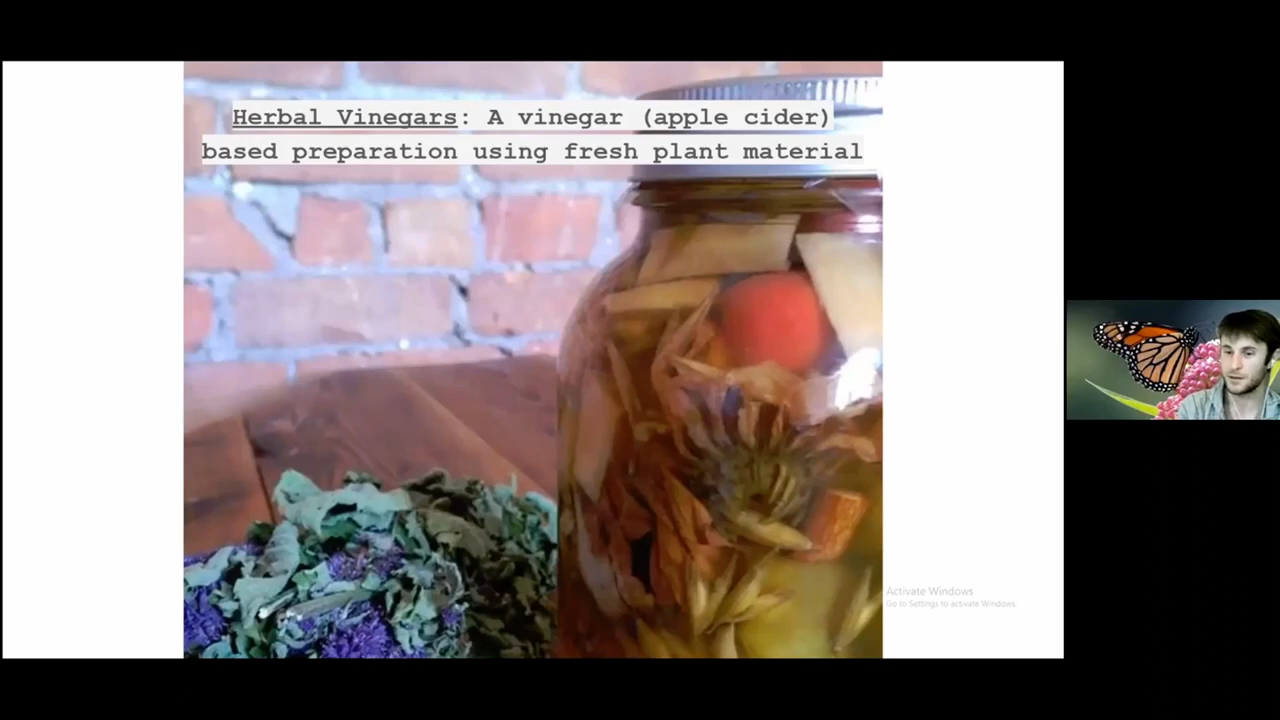 Herbal Vinegars: A vinegar (apple cider)
based preparation using fresh plant material
Activate Windows
Go to Settings to activate Windows.